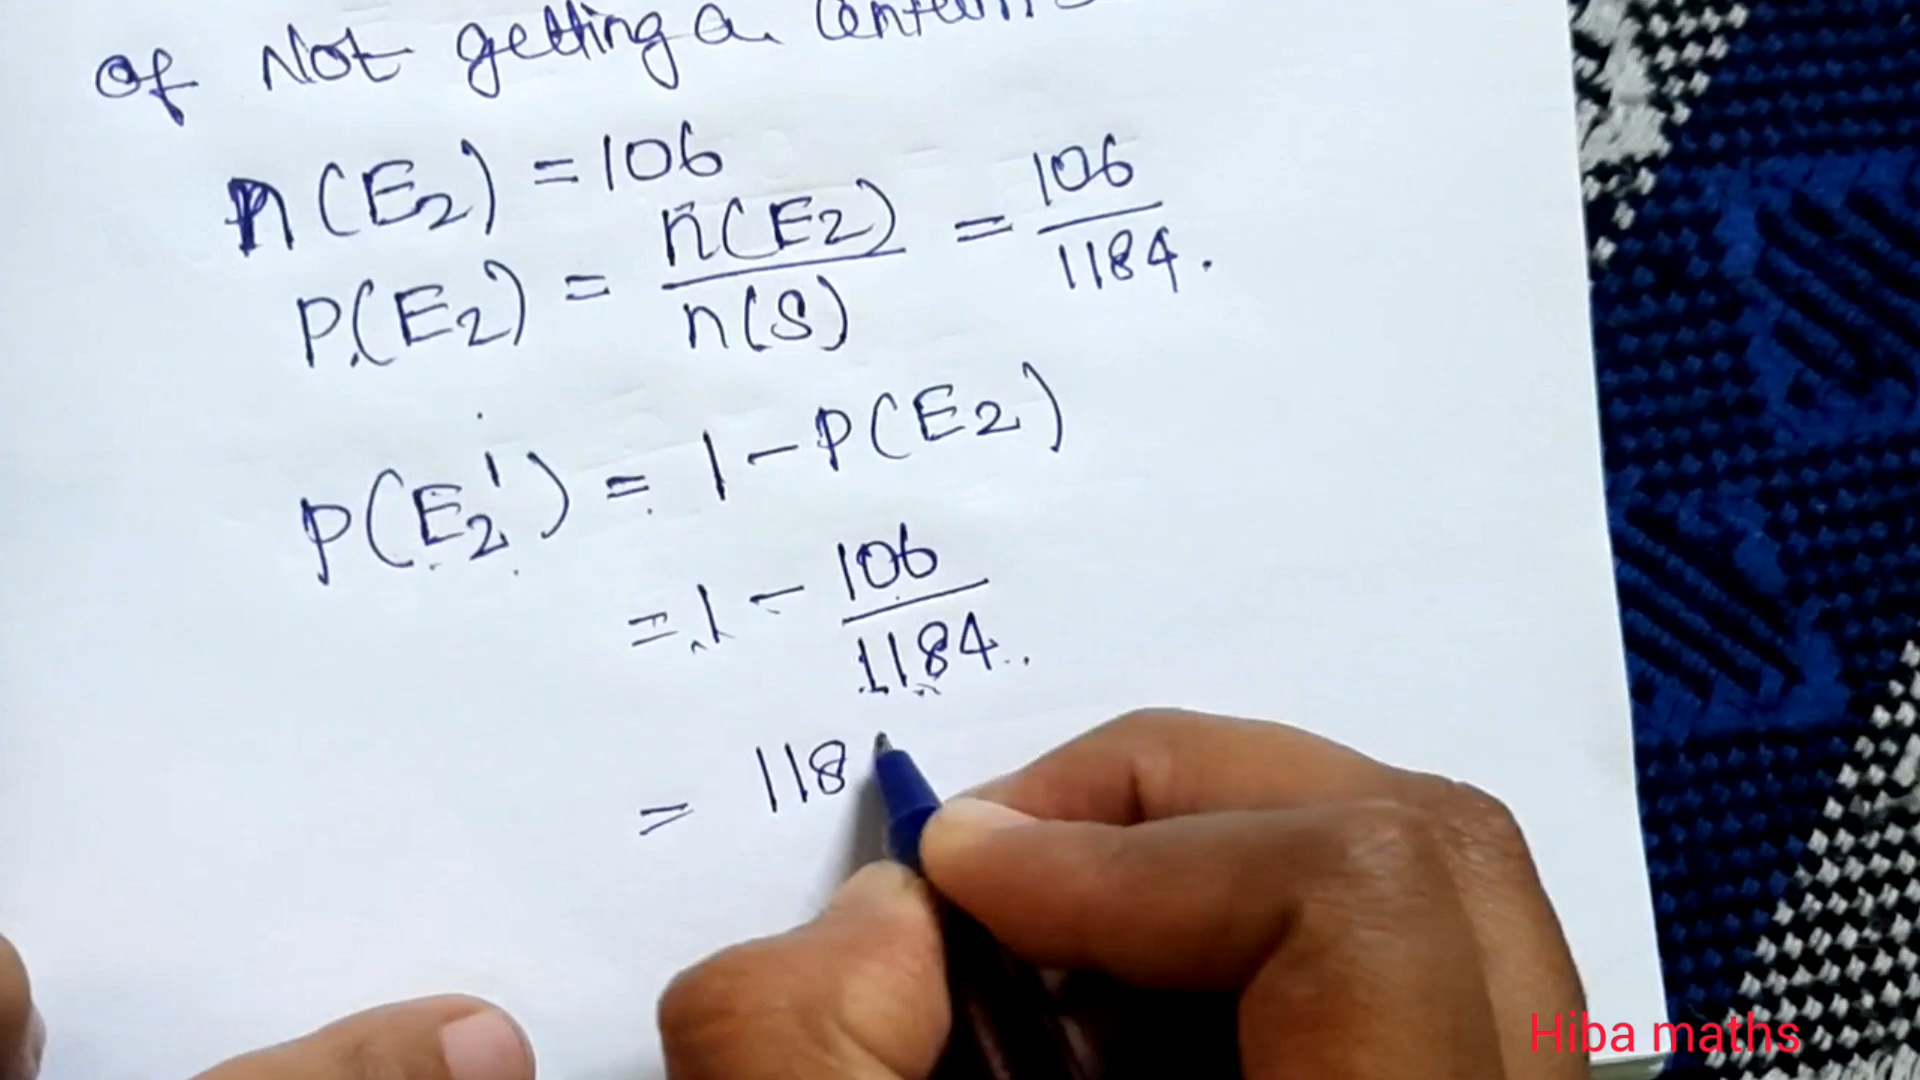 of Not getting a
n(E2) = 106
P(E2) = n(E2)/n(S) = 106/1184.
P(E2') = 1 - P(E2)
= 1 - 106/1184.
= 118
Hiba maths